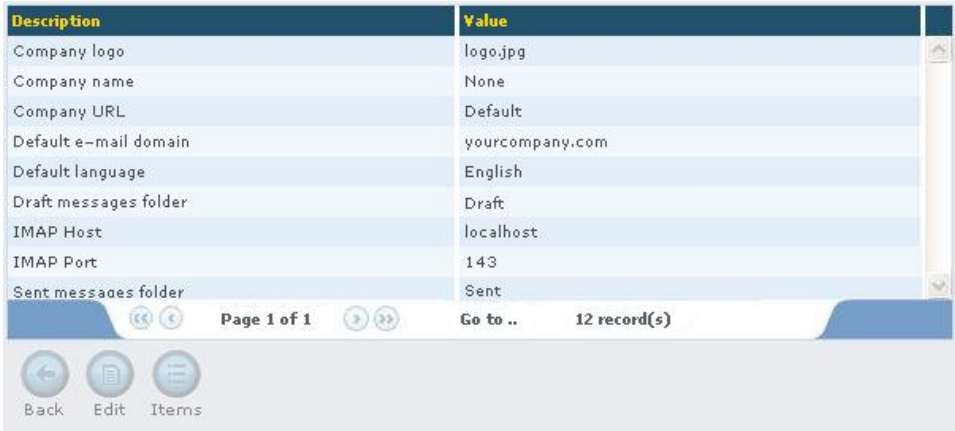 Description Value
Company logo logo.jpg
Company name None
Company URL Default
Default e-mail domain yourcompany.com
Default language English
Draft messages folder Draft
IMAP Host localhost
IMAP Port 143
Sent messages folder Sent
Page 1 of 1 Go to .. 12 record(s)
Back Edit Items